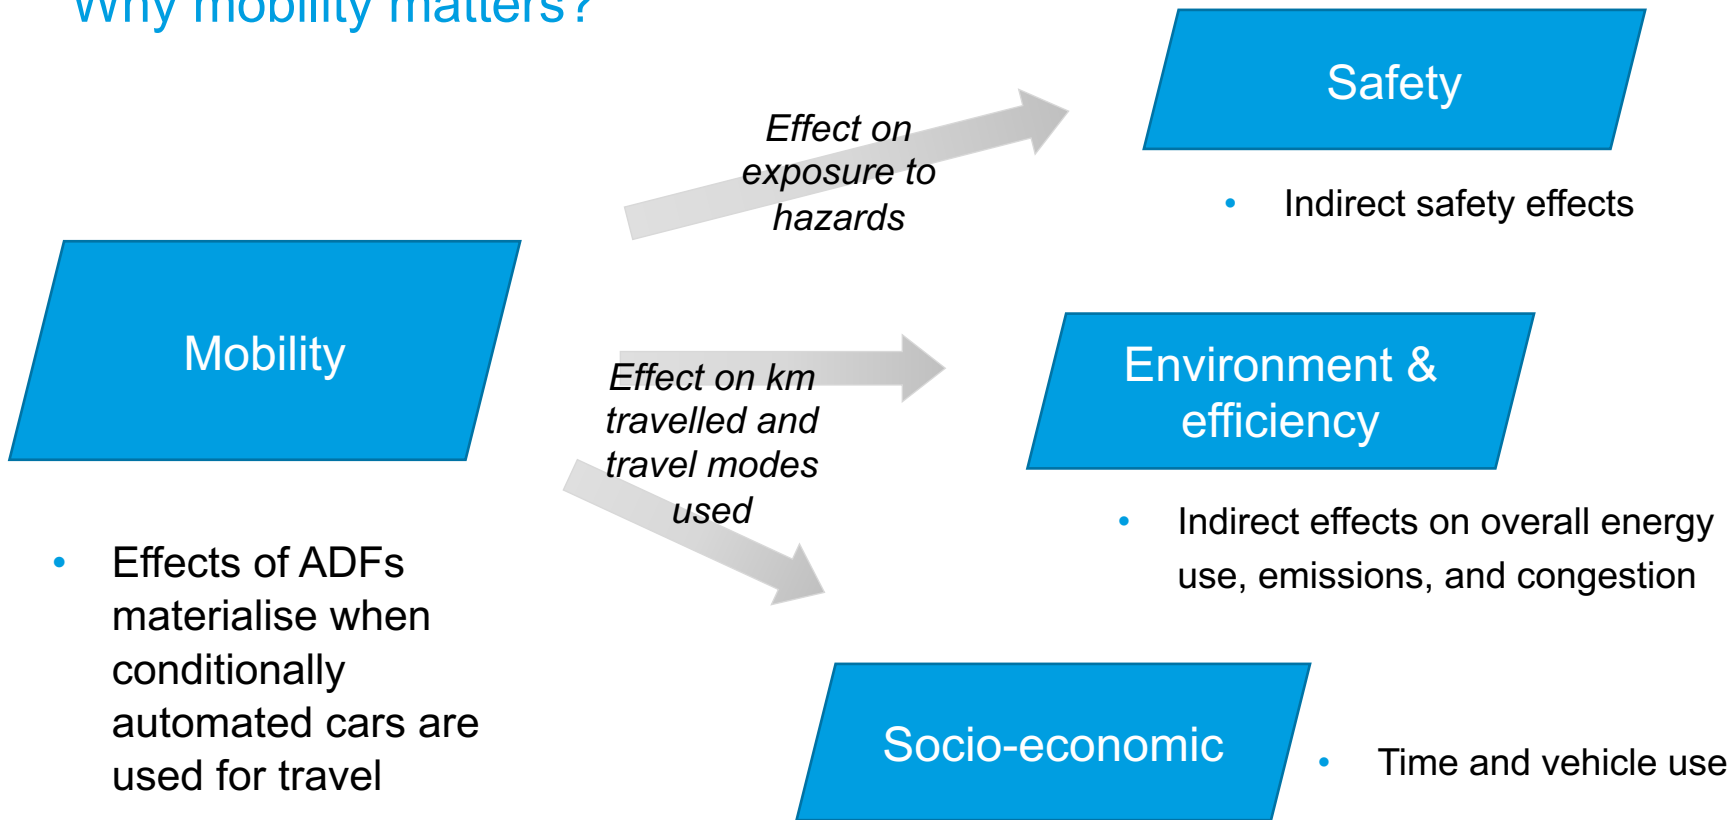 Why mobility matters?
Safety
Effect on
exposure to
hazards
• Indirect safety effects
Mobility
Environment &
efficiency
Effect on km
travelled and
travel modes
used
• Indirect effects on overall energy
use, emissions, and congestion
• Effects of ADFs
materialise when
conditionally
automated cars are
used for travel
Socio-economic
• Time and vehicle use